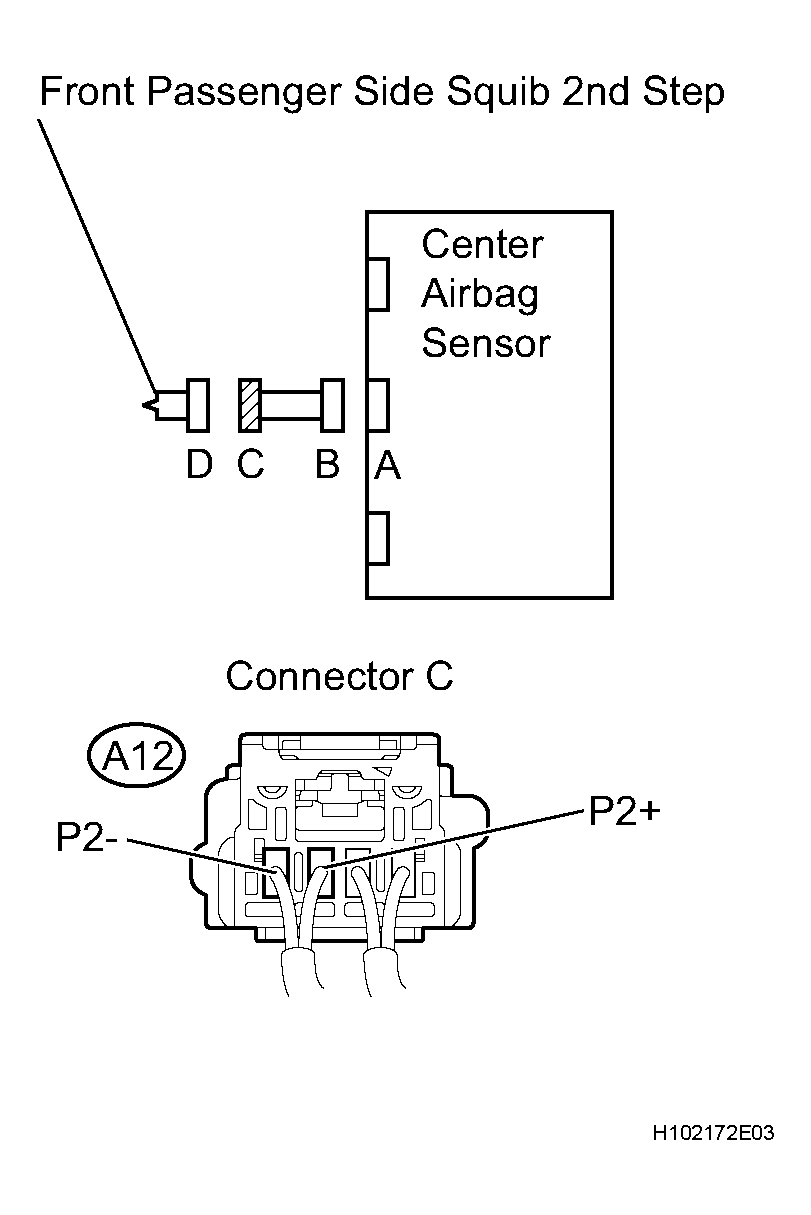 Front Passenger Side Squib 2nd Step
Center
Airbag
Sensor
D C B A
Connector C
A12
P2+
P2-
H102172E03